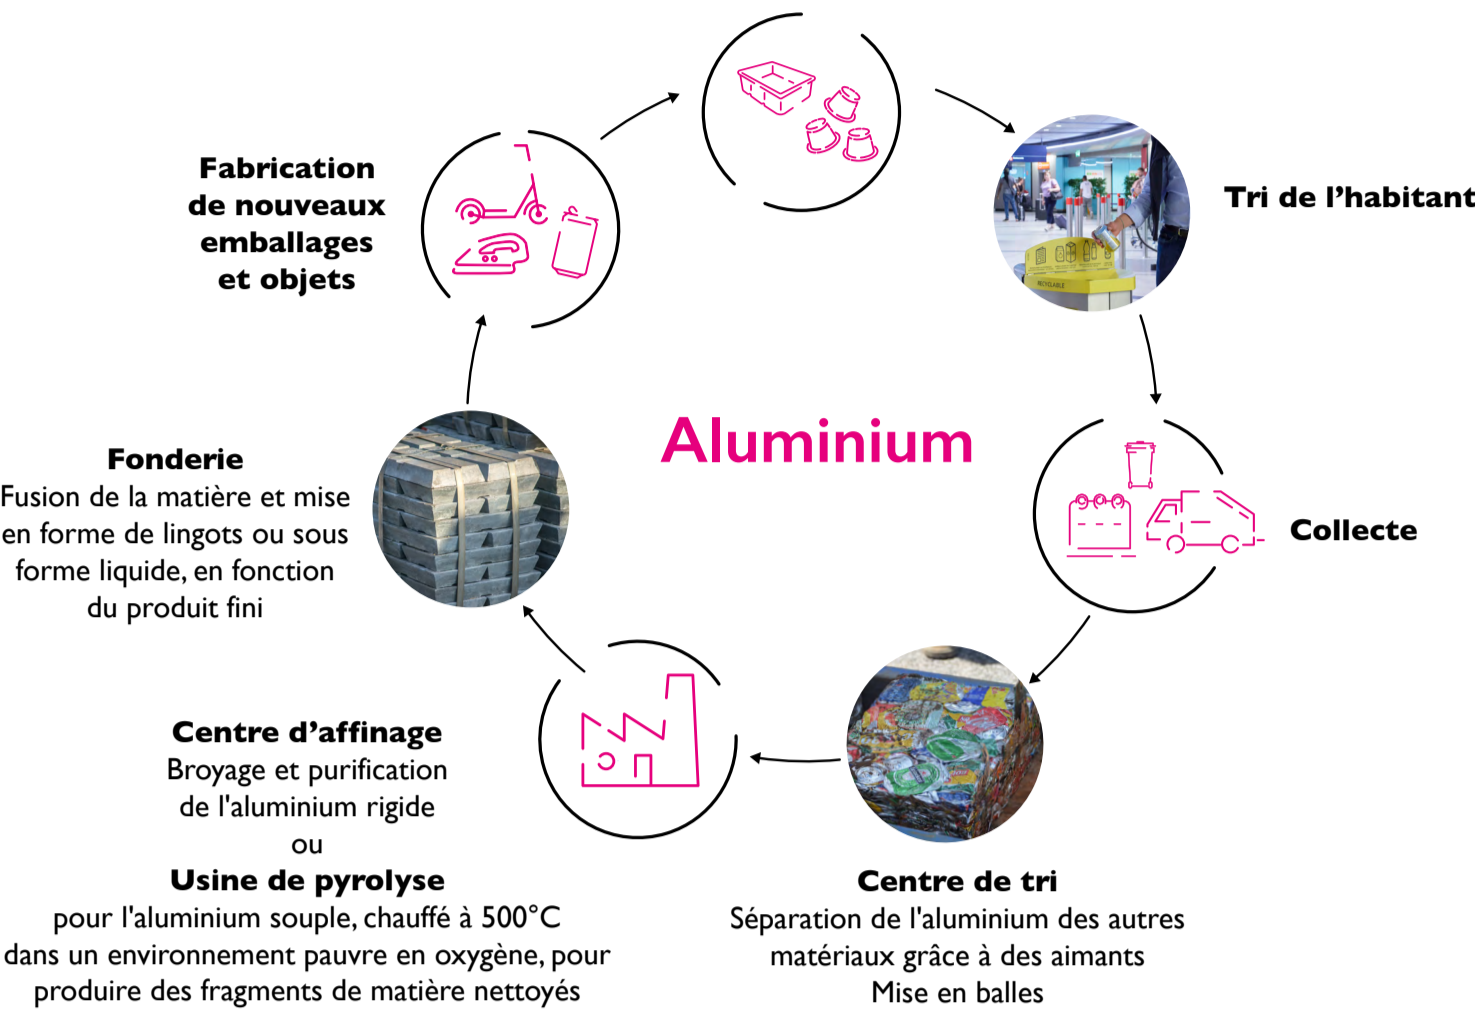 Fabrication
de nouveaux
emballages
et objets
Tri de l’habitant
RECYCLABLE
Aluminium
Fonderie
Fusion de la matière et mise
en forme de lingots ou sous
forme liquide, en fonction
du produit fini
Collecte
Centre d’affinage
Broyage et purification
de l'aluminium rigide
ou
Usine de pyrolyse
pour l'aluminium souple, chauffé à 500°C
dans un environnement pauvre en oxygène, pour
produire des fragments de matière nettoyés
Centre de tri
Séparation de l'aluminium des autres
matériaux grâce à des aimants
Mise en balles